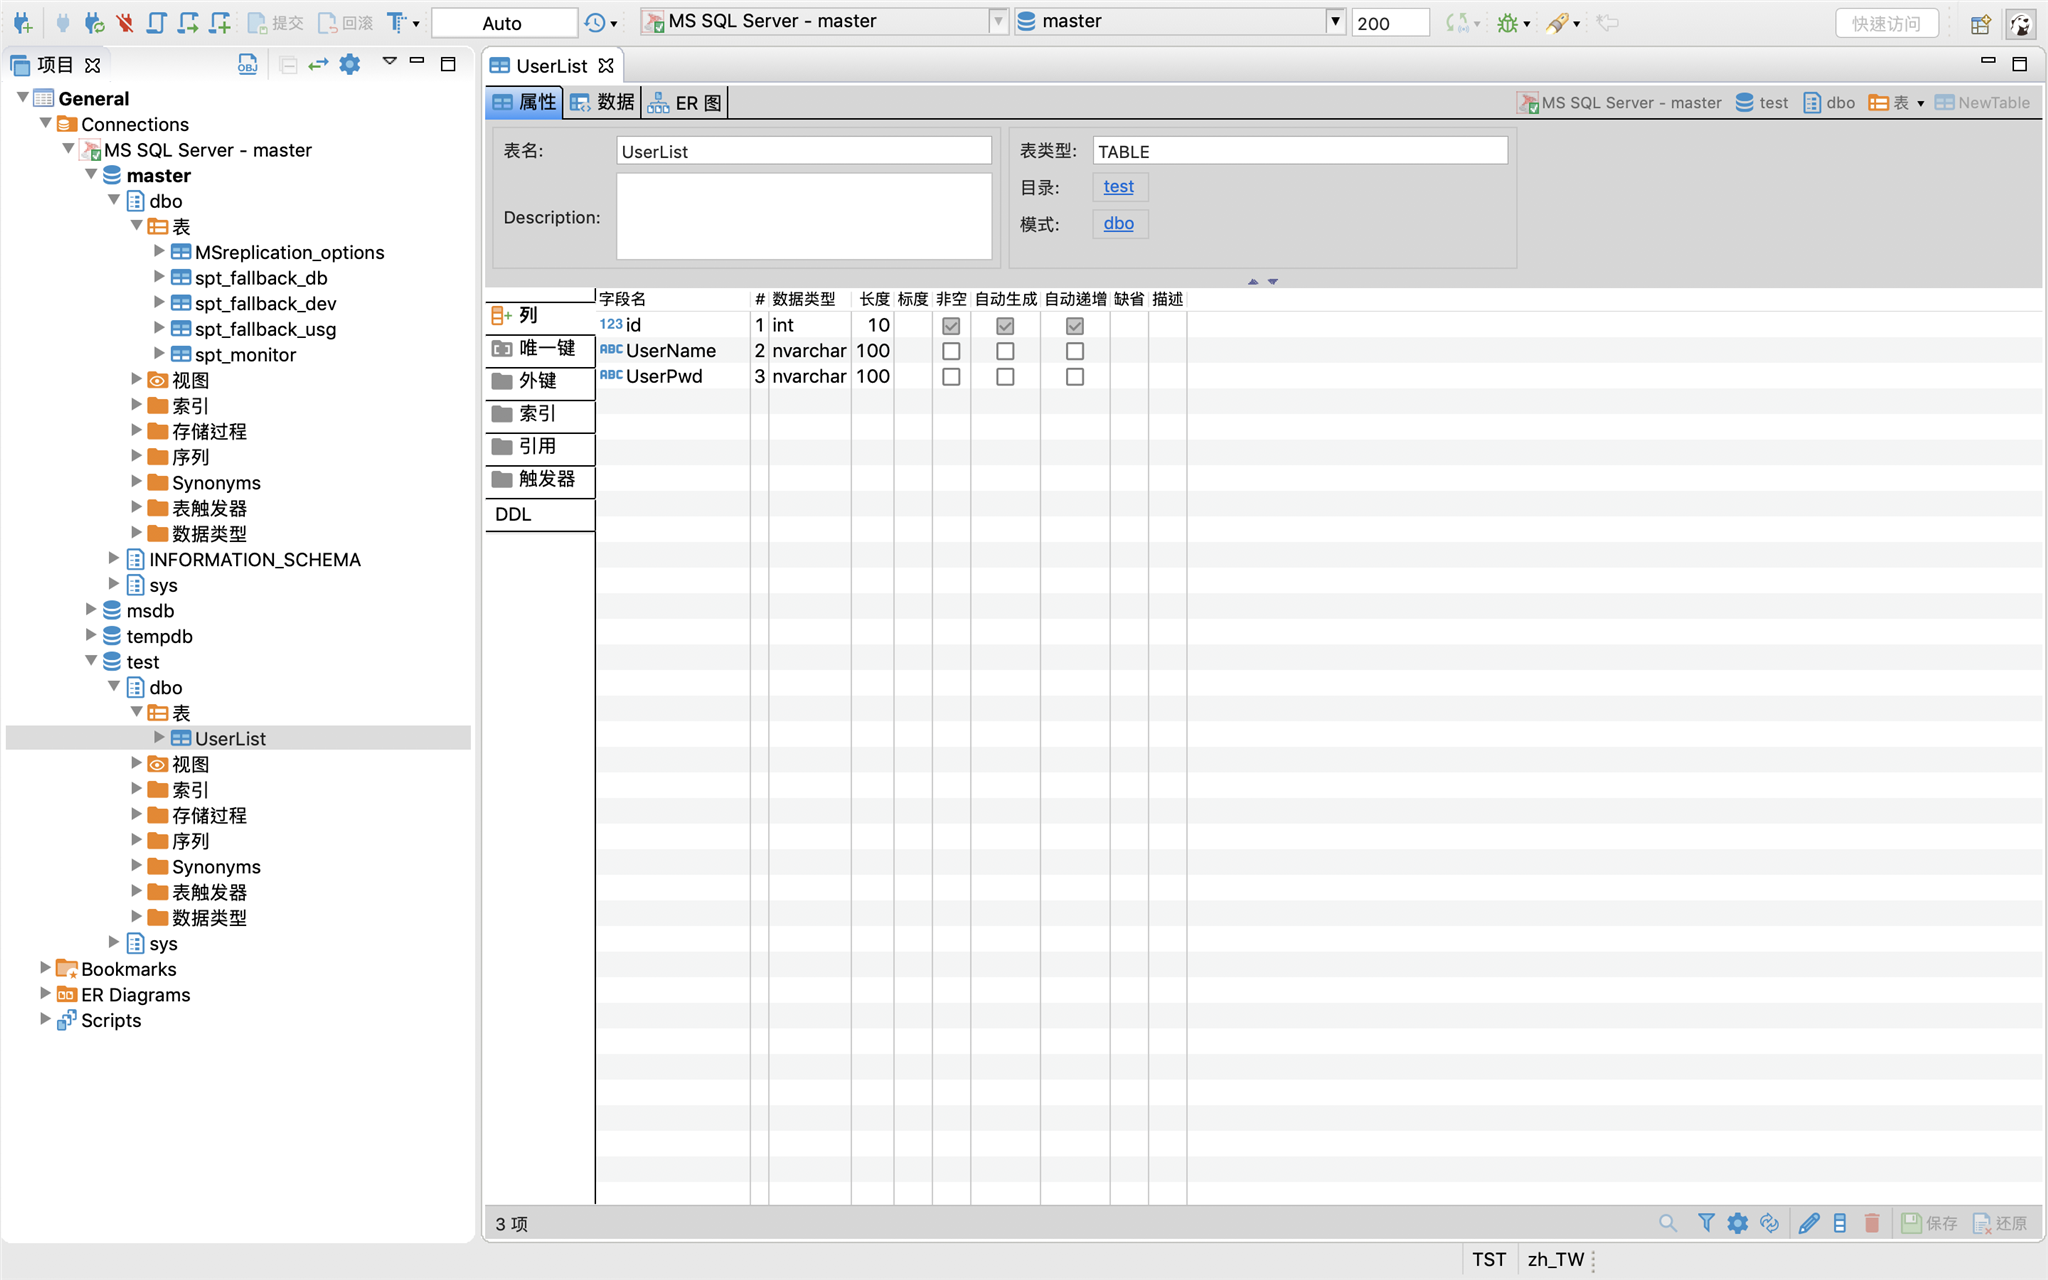 提交
回滚
Auto
MS SQL Server - master
master
200
快速访问
项目
OBJ
General
Connections
MS SQL Server - master
master
dbo
表
MSreplication_options
spt_fallback_db
spt_fallback_dev
spt_fallback_usg
spt_monitor
视图
索引
存储过程
序列
Synonyms
表触发器
数据类型
INFORMATION_SCHEMA
sys
msdb
tempdb
test
dbo
表
UserList
视图
索引
存储过程
序列
Synonyms
表触发器
数据类型
sys
Bookmarks
ER Diagrams
Scripts
UserList
属性 数据 ER 图
MS SQL Server - master test dbo 表 NewTable
表名: UserList
Description:
表类型: TABLE
目录: test
模式: dbo
列
唯一键
外键
索引
引用
触发器
DDL
字段名 # 数据类型 长度 标度 非空 自动生成 自动递增 缺省 描述
123 id 1 int 10
ABC UserName 2 nvarchar 100
ABC UserPwd 3 nvarchar 100
3 项
保存 还原
TST zh_TW